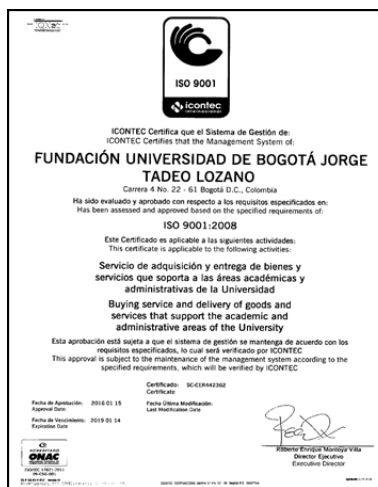 ISO 9001
icontec
internacional
ICONTEC Certifica que el Sistema de Gestión de:
ICONTEC Certifies that the Management System of:
FUNDACIÓN UNIVERSIDAD DE BOGOTÁ JORGE
TADEO LOZANO
Carrera 4 No. 22 - 61 Bogotá D.C., Colombia
Ha sido evaluado y aprobado con respecto a los requisitos especificados en:
Has been assessed and approved based on the specified requirements of:
ISO 9001:2008
Este Certificado es aplicable a las siguientes actividades:
This certificate is applicable to the following activities:
Servicio de adquisición y entrega de bienes y
servicios que soporta a las áreas académicas y
administrativas de la Universidad
Buying service and delivery of goods and
services that support the academic and
administrative areas of the University
Esta aprobación está sujeta a que el sistema de gestión se mantenga de acuerdo con los
requisitos especificados, lo cual será verificado por ICONTEC
This approval is subject to the maintenance of the management system according to the
specified requirements, which will be verified by ICONTEC
Certificado: SC-CER442362
Certificate
Fecha de Aprobación: 2016 01 15
Approval Date:
Fecha Última Modificación:
Last Modification Date:
Fecha de Vencimiento: 2019 01 14
Expiration Date
Roberto Enrique Montoya Villa
Director Ejecutivo
Executive Director
ACREDITADO
ONAC